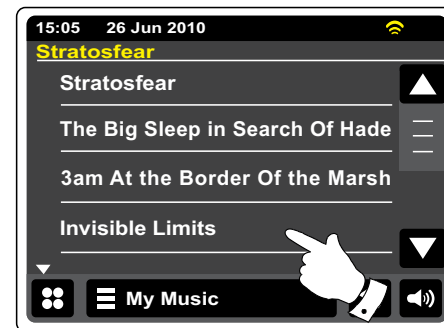 15:05 26 Jun 2010
Stratosfear
Stratosfear
The Big Sleep in Search Of Hade
3am At the Border Of the Marsh
Invisible Limits
My Music